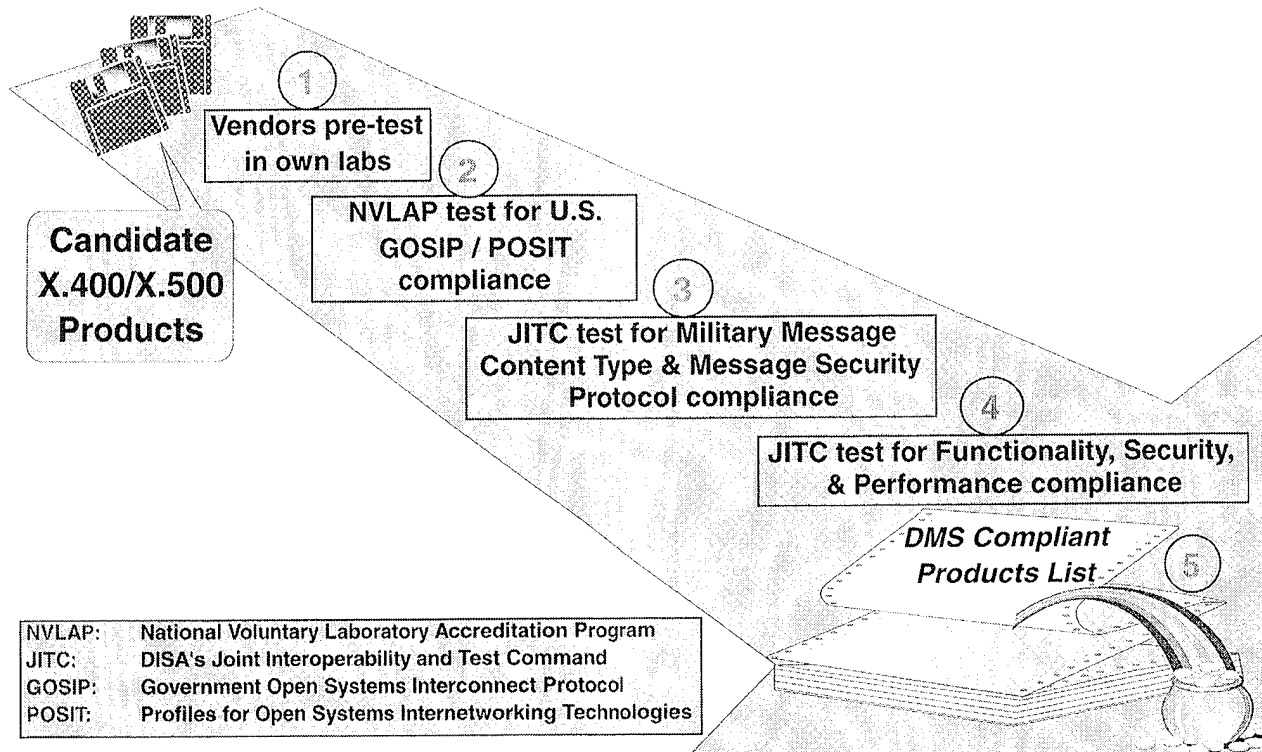 1
Vendors pre-test
in own labs
2
NVLAP test for U.S.
GOSIP / POSIT
compliance
Candidate
X.400/X.500
Products
3
JITC test for Military Message
Content Type & Message Security
Protocol compliance
4
JITC test for Functionality, Security,
& Performance compliance
DMS Compliant
Products List
5
NVLAP: National Voluntary Laboratory Accreditation Program
JITC: DISA's Joint Interoperability and Test Command
GOSIP: Government Open Systems Interconnect Protocol
POSIT: Profiles for Open Systems Internetworking Technologies